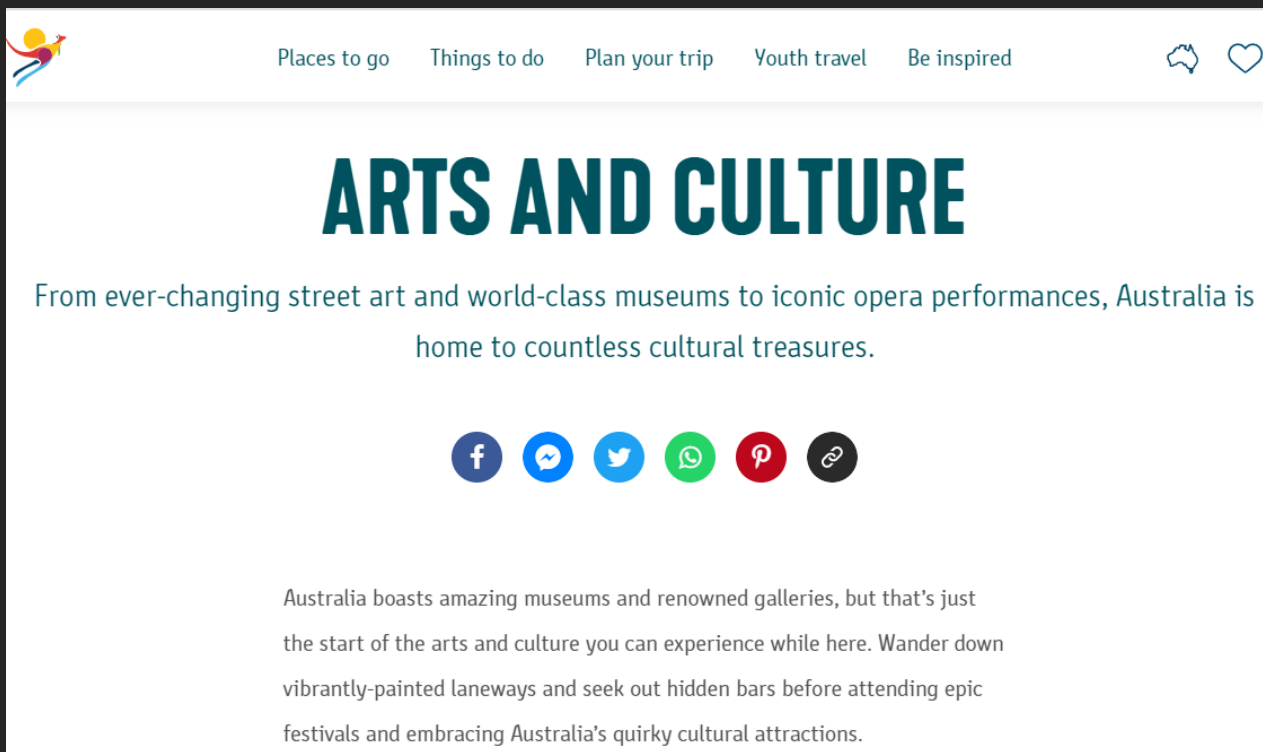 Places to go Things to do Plan your trip Youth travel Be inspired
ARTS AND CULTURE
From ever-changing street art and world-class museums to iconic opera performances, Australia is
home to countless cultural treasures.
Australia boasts amazing museums and renowned galleries, but that’s just
the start of the arts and culture you can experience while here. Wander down
vibrantly-painted laneways and seek out hidden bars before attending epic
festivals and embracing Australia’s quirky cultural attractions.